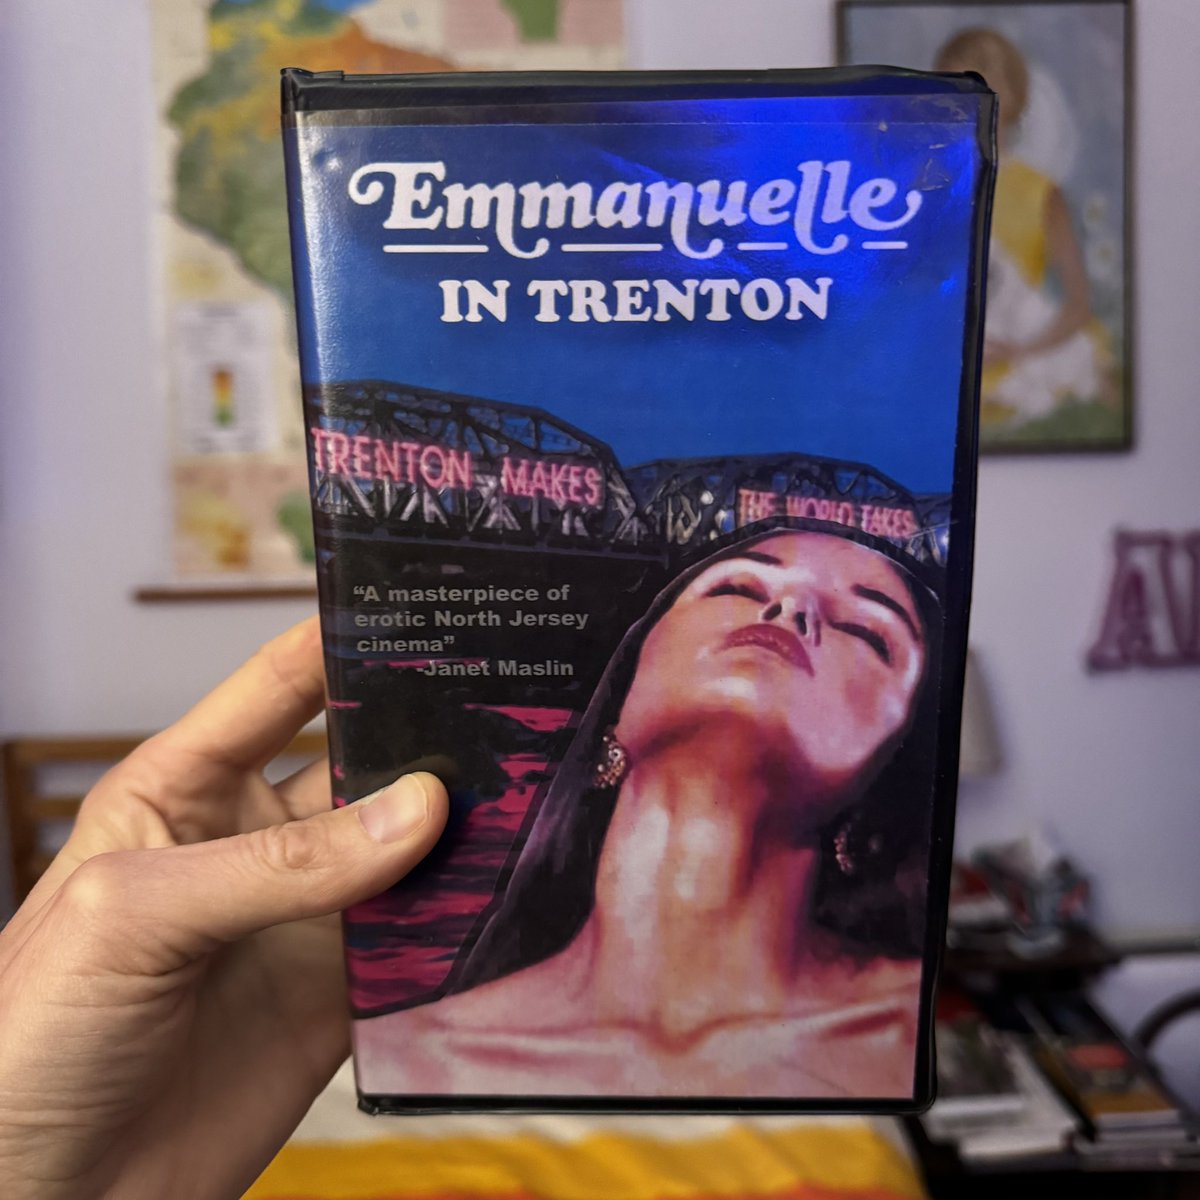 Emmanuelle
IN TRENTON
TRENTON MAKES
THE WORLD TAKES
“A masterpiece of
erotic North Jersey
cinema”
-Janet Maslin